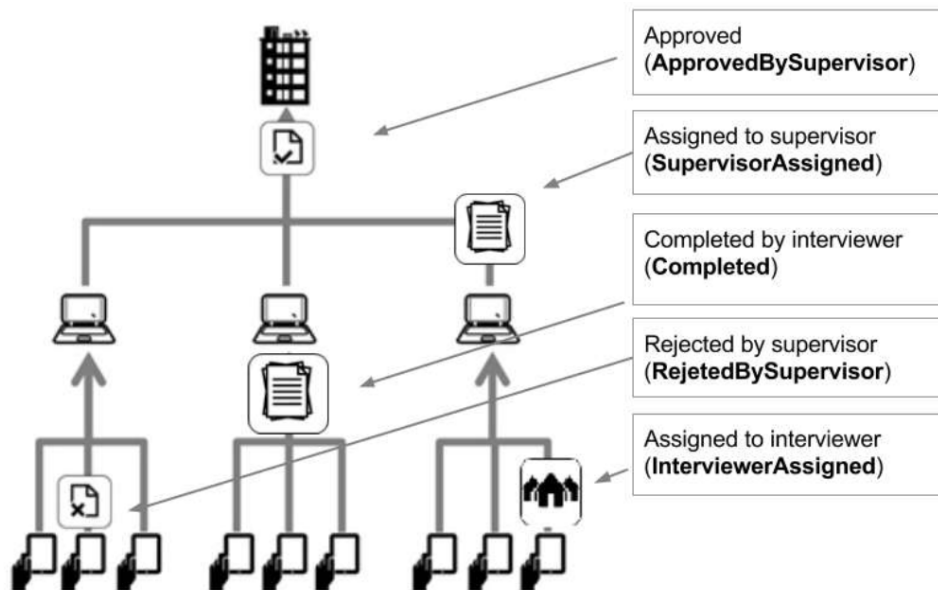 Approved
(ApprovedBySupervisor)
Assigned to supervisor
(SupervisorAssigned)
Completed by interviewer
(Completed)
Rejected by supervisor
(RejetedBySupervisor)
Assigned to interviewer
(InterviewerAssigned)